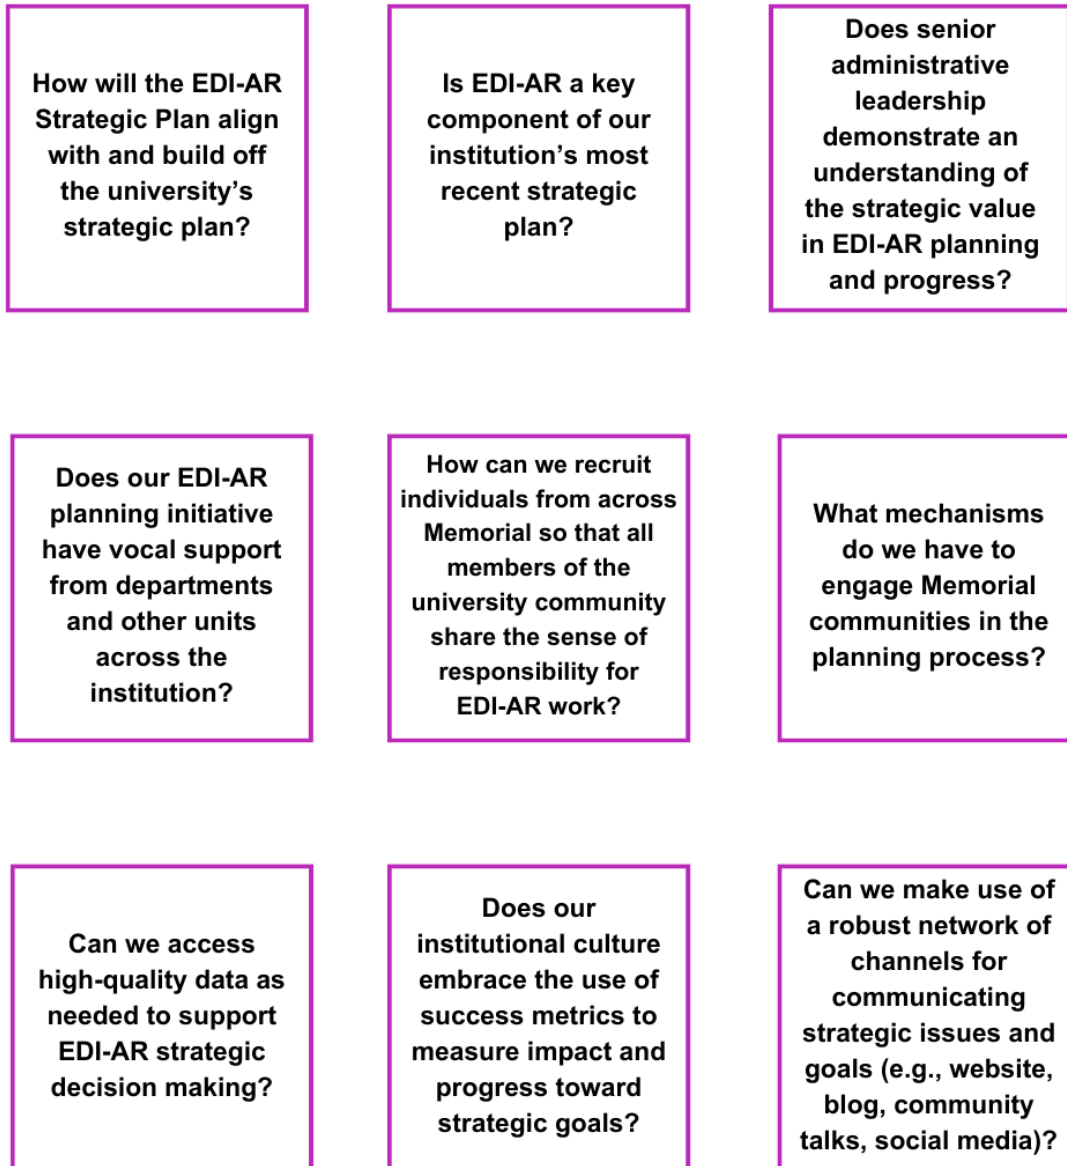 How will the EDI-AR
Strategic Plan align
with and build off
the university’s
strategic plan?
Is EDI-AR a key
component of our
institution’s most
recent strategic
plan?
Does senior
administrative
leadership
demonstrate an
understanding of
the strategic value
in EDI-AR planning
and progress?
Does our EDI-AR
planning initiative
have vocal support
from departments
and other units
across the
institution?
How can we recruit
individuals from across
Memorial so that all
members of the
university community
share the sense of
responsibility for
EDI-AR work?
What mechanisms
do we have to
engage Memorial
communities in the
planning process?
Can we access
high-quality data as
needed to support
EDI-AR strategic
decision making?
Does our
institutional culture
embrace the use of
success metrics to
measure impact and
progress toward
strategic goals?
Can we make use of
a robust network of
channels for
communicating
strategic issues and
goals (e.g., website,
blog, community
talks, social media)?